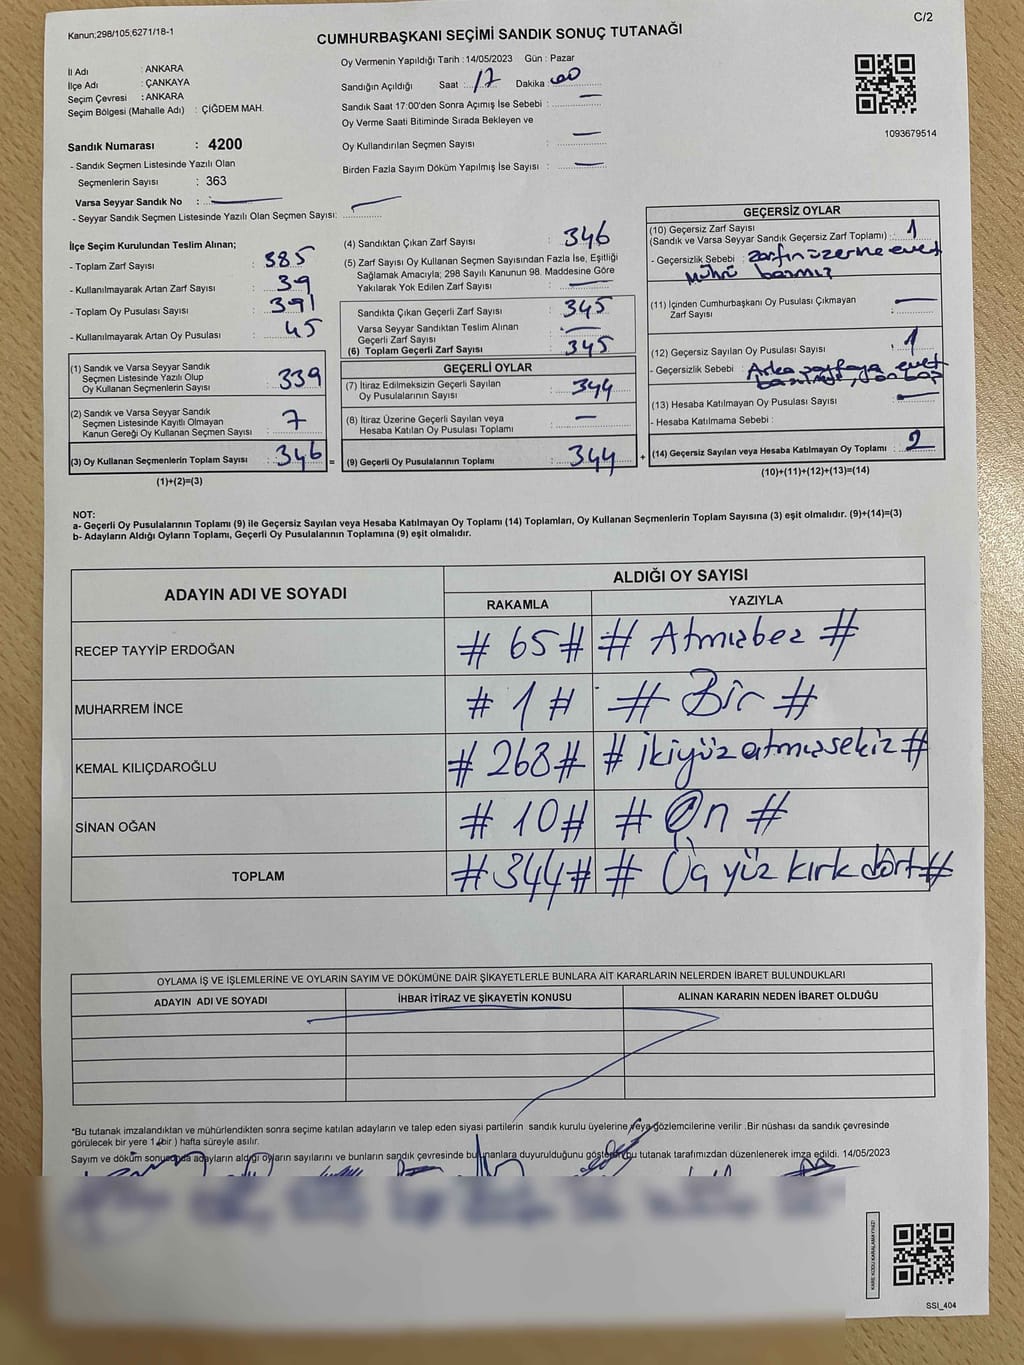 C/2
Kanun;298/105,6271/18-1
CUMHURBAŞKANI SEÇİMİ SANDIK SONUÇ TUTANAĞI
İl Adı : ANKARA
İlçe Adı : ÇANKAYA
Seçim Çevresi : ANKARA
Seçim Bölgesi (Mahalle Adı) : ÇİĞDEM MAH.
Oy Vermenin Yapıldığı Tarih :14/05/2023 Gün : Pazar
Sandığın Açıldığı Saat : 17 Dakika : 00
Sandık Saat 17:00'den Sonra Açımış İse Sebebi : —
Oy Verme Saati Bitiminde Sırada Bekleyen ve
Oy Kullandırılan Seçmen Sayısı : —
Birden Fazla Sayım Döküm Yapılmış İse Sayısı : —
1093679514
Sandık Numarası : 4200
- Sandık Seçmen Listesinde Yazılı Olan
Seçmenlerin Sayısı : 363
Varsa Seyyar Sandık No : —
- Seyyar Sandık Seçmen Listesinde Yazılı Olan Seçmen Sayısı: —
İlçe Seçim Kurulundan Teslim Alınan;
- Toplam Zarf Sayısı : 385
- Kullanılmayarak Artan Zarf Sayısı : 39
- Toplam Oy Pusulası Sayısı : 391
- Kullanılmayarak Artan Oy Pusulası : 45
(1) Sandık ve Varsa Seyyar Sandık
Seçmen Listesinde Yazılı Olup
Oy Kullanan Seçmenlerin Sayısı : 339
(2) Sandık ve Varsa Seyyar Sandık
Seçmen Listesinde Kayıtlı Olmayan
Kanun Gereği Oy Kullanan Seçmen Sayısı : 7
(3) Oy Kullanan Seçmenlerin Toplam Sayısı : 346 =
(1)+(2)=(3)
(4) Sandıktan Çıkan Zarf Sayısı : 346
(5) Zarf Sayısı Oy Kullanan Seçmen Sayısından Fazla İse, Eşitliği
Sağlamak Amacıyla; 298 Sayılı Kanunun 98. Maddesine Göre
Yakılarak Yok Edilen Zarf Sayısı : —
Sandıkta Çıkan Geçerli Zarf Sayısı : 345
Varsa Seyyar Sandıktan Teslim Alınan
Geçerli Zarf Sayısı : —
(6) Toplam Geçerli Zarf Sayısı : 345
GEÇERLİ OYLAR
(7) İtiraz Edilmeksizin Geçerli Sayılan
Oy Pusulalarının Sayısı : 344
(8) İtiraz Üzerine Geçerli Sayılan veya
Hesaba Katılan Oy Pusulası Toplamı : —
(9) Geçerli Oy Pusulalarının Toplamı : 344 +
GEÇERSİZ OYLAR
(10) Geçersiz Zarf Sayısı
(Sandık ve Varsa Seyyar Sandık Geçersiz Zarf Toplamı) : 1
- Geçersizlik Sebebi : Zarfın üzerine evet
mührü basmış
(11) İçinden Cumhurbaşkanı Oy Pusulası Çıkmayan
Zarf Sayısı : —
(12) Geçersiz Sayılan Oy Pusulası Sayısı : 1
- Geçersizlik Sebebi : Arka sayfaya evet
(13) Hesaba Katılmayan Oy Pusulası Sayısı : —
- Hesaba Katılmama Sebebi :
(14) Geçersiz Sayılan veya Hesaba Katılmayan Oy Toplamı : 2
(10)+(11)+(12)+(13)=(14)
NOT:
a- Geçerli Oy Pusulalarının Toplamı (9) ile Geçersiz Sayılan veya Hesaba Katılmayan Oy Toplamı (14) Toplamları, Oy Kullanan Seçmenlerin Toplam Sayısına (3) eşit olmalıdır. (9)+(14)=(3)
b- Adayların Aldığı Oyların Toplamı, Geçerli Oy Pusulalarının Toplamına (9) eşit olmalıdır.
ADAYIN ADI VE SOYADI ALDIĞI OY SAYISI
RAKAMLA YAZIYLA
RECEP TAYYİP ERDOĞAN # 65 # # Atmışbeş #
MUHARREM İNCE # 1 # # Bir #
KEMAL KILIÇDAROĞLU # 268 # # ikiyüz atmışsekiz #
SİNAN OĞAN # 10 # # On #
TOPLAM # 344 # # Üçyüz kırk dört #
OYLAMA İŞ VE İŞLEMLERİNE VE OYLARIN SAYIM VE DÖKÜMÜNE DAİR ŞİKAYETLERLE BUNLARA AİT KARARLARIN NELERDEN İBARET BULUNDUKLARI
ADAYIN ADI VE SOYADI İHBAR İTİRAZ VE ŞİKAYETİN KONUSU ALINAN KARARIN NEDEN İBARET OLDUĞU
*Bu tutanak imzalandıktan ve mühürlendikten sonra seçime katılan adayların ve talep eden siyasi partilerin sandık kurulu üyelerine veya gözlemcilerine verilir .Bir nüshası da sandık çevresinde
görülecek bir yere 1 (bir ) hafta süreyle asılır.
Sayım ve döküm sonucunda adayların aldığı oyların sayılarını ve bunların sandık çevresinde bulunanlara duyurulduğunu gösteren bu tutanak tarafımızdan düzenlenerek imza edildi. 14/05/2023
KARE KODU KARALAMAYINIZ!
SSI_404